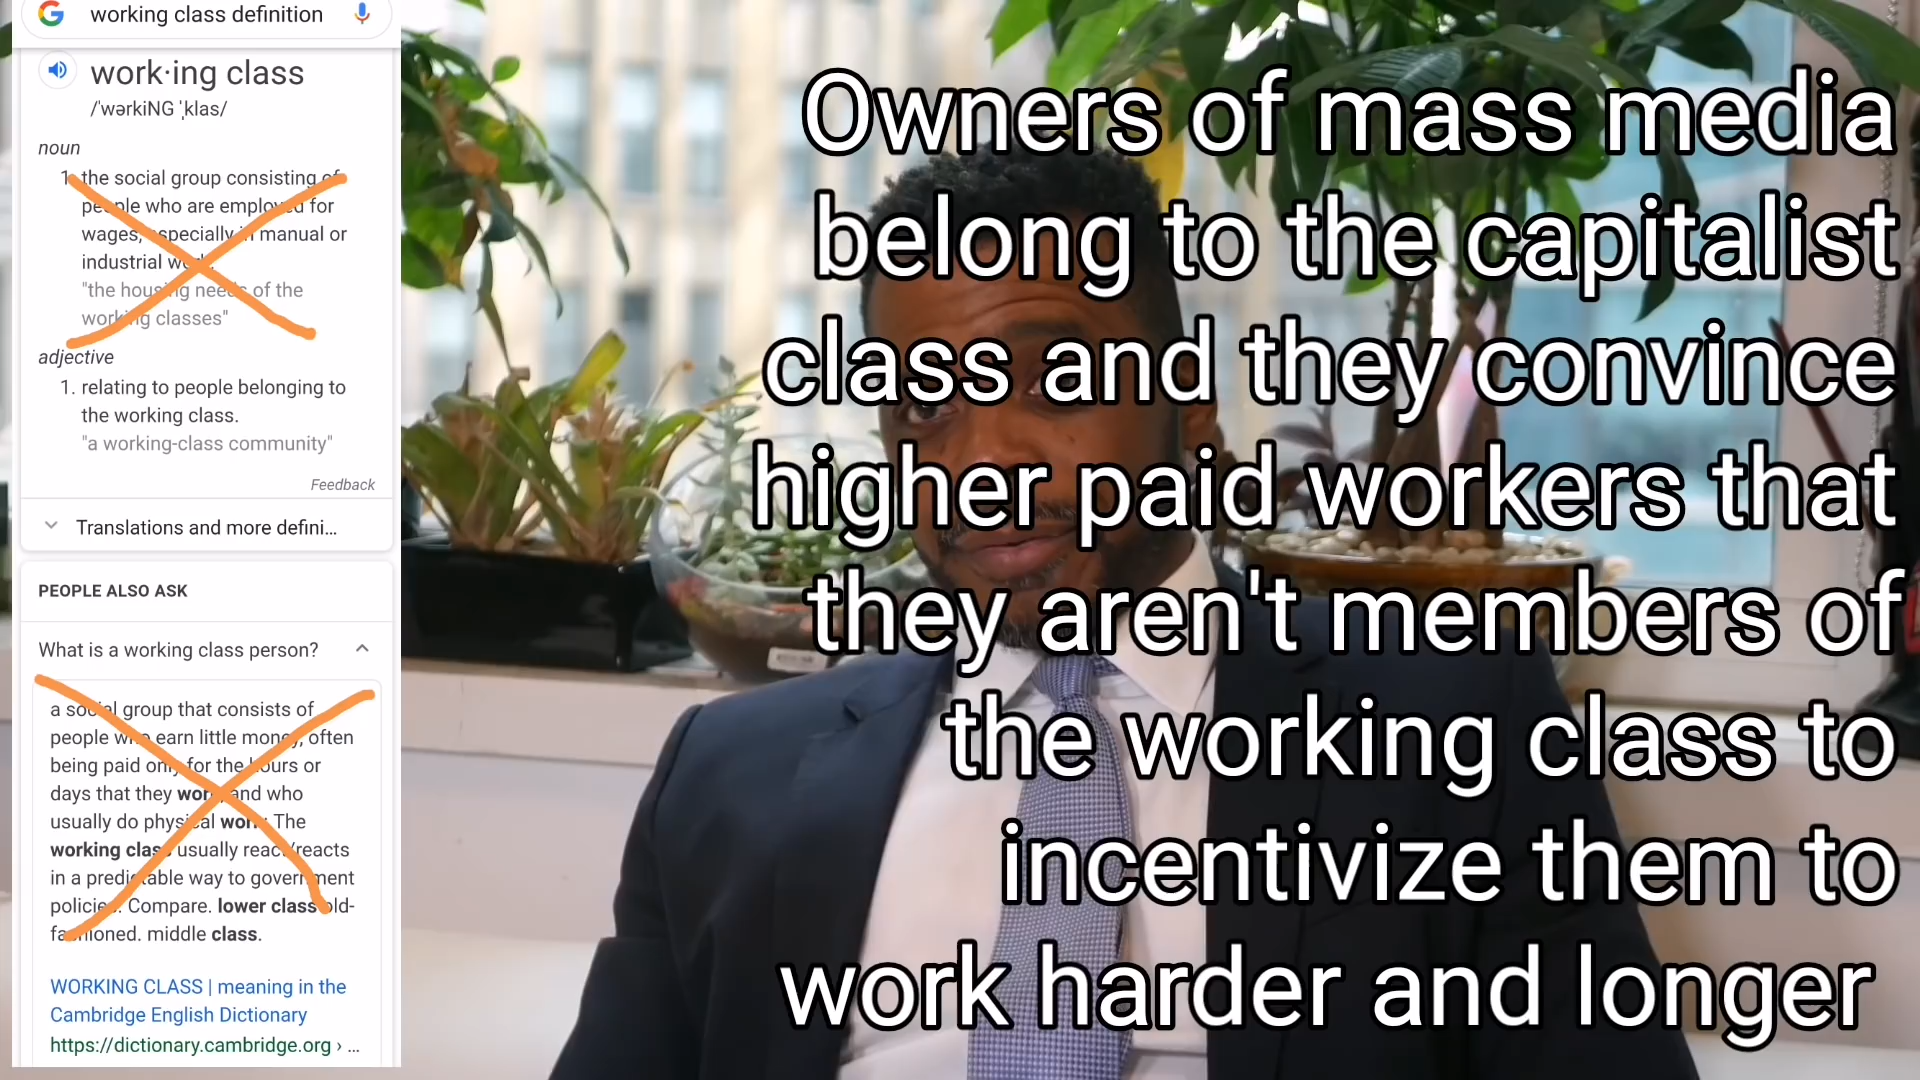 working class definition
work·ing class
/ˈwərkiNG ˈˌklas/
noun
1. the social group consisting of
people who are employed for
wages, especially in manual or
industrial work.
"the housing needs of the
working classes"
adjective
1. relating to people belonging to
the working class.
"a working-class community"
Feedback
Translations and more defini...
PEOPLE ALSO ASK
What is a working class person?
a social group that consists of
people who earn little money, often
being paid only for the hours or
days that they work, and who
usually do physical work. The
working class usually react/reacts
in a predictable way to government
policies. Compare. lower class old-
fashioned. middle class.
WORKING CLASS | meaning in the
Cambridge English Dictionary
https://dictionary.cambridge.org › ...
Owners of mass media
belong to the capitalist
class and they convince
higher paid workers that
they aren't members of
the working class to
incentivize them to
work harder and longer